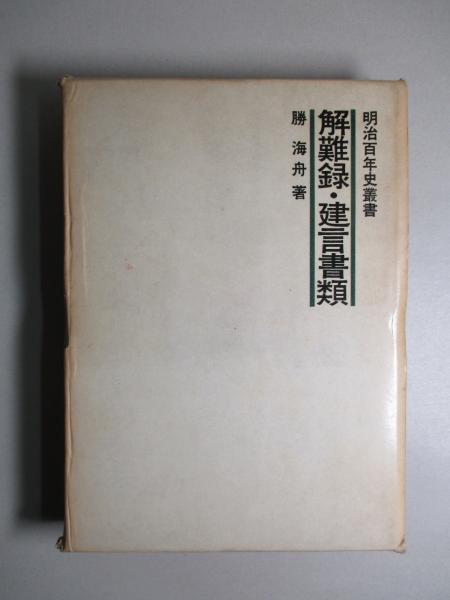 明治百年史叢書
解難録・建言書類
勝海舟著